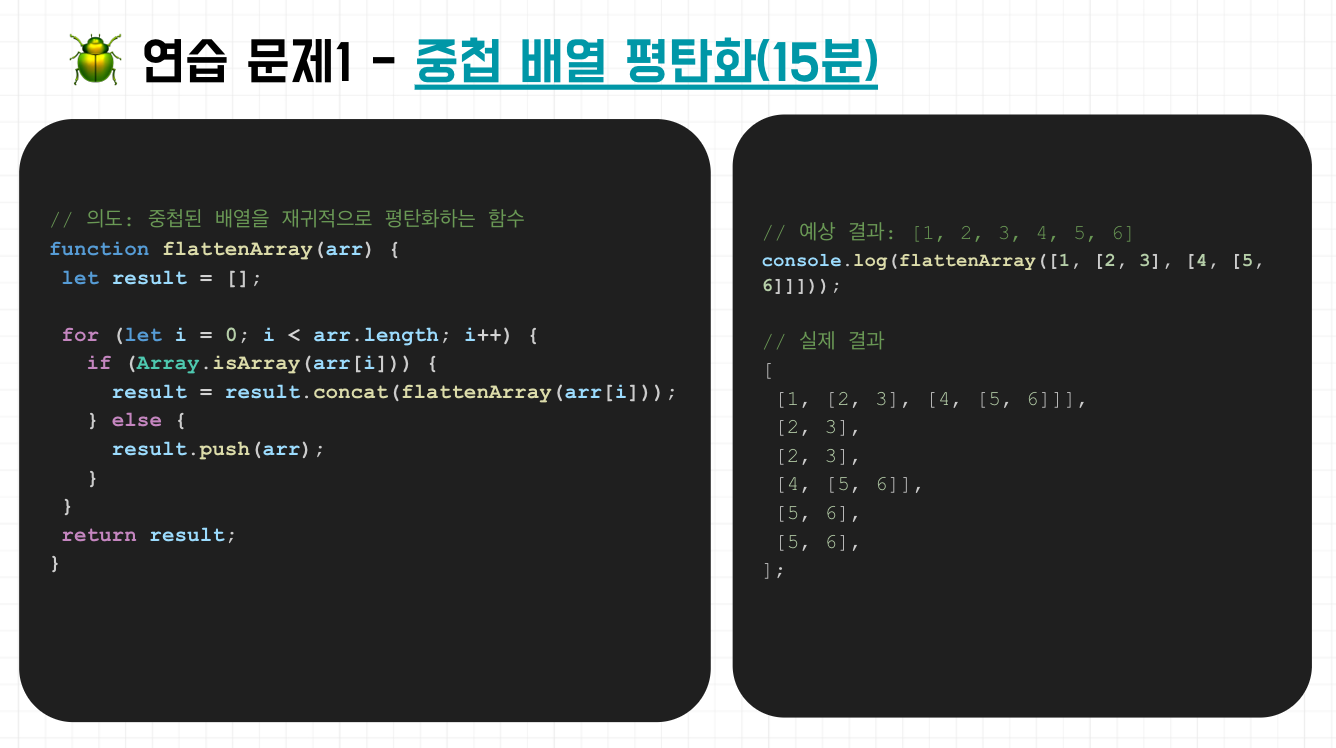 연습 문제1 - 중첩 배열 평탄화(15분)
// 의도: 중첩된 배열을 재귀적으로 평탄화하는 함수
function flattenArray(arr) {
 let result = [];
 for (let i = 0; i < arr.length; i++) {
   if (Array.isArray(arr[i])) {
     result = result.concat(flattenArray(arr[i]));
   } else {
     result.push(arr);
   }
 }
 return result;
}
// 예상 결과: [1, 2, 3, 4, 5, 6]
console.log(flattenArray([1, [2, 3], [4, [5,
6]]]));
// 실제 결과
[
 [1, [2, 3], [4, [5, 6]]],
 [2, 3],
 [2, 3],
 [4, [5, 6]],
 [5, 6],
 [5, 6],
];